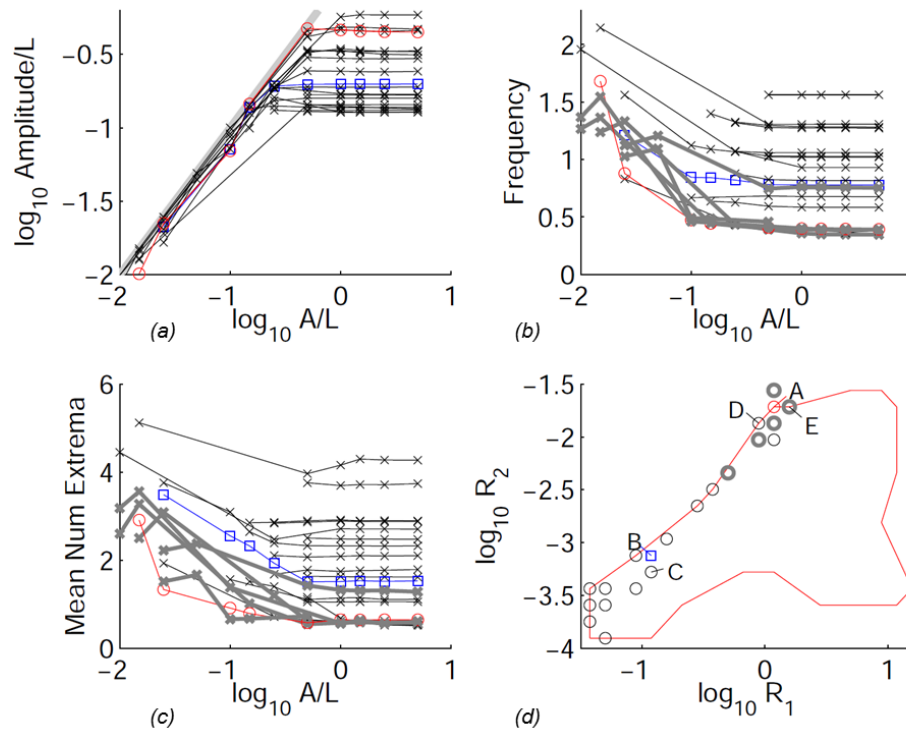 −0.5
−1
−1.5
−2
−2 −1 0 1
log10 Amplitude/L
log10 A/L
(a)
2
1.5
1
0.5
0
−2 −1 0 1
Frequency
log10 A/L
(b)
6
4
2
0
−2 −1 0 1
Mean Num Extrema
log10 A/L
(c)
−1.5
−2
−2.5
−3
−3.5
−4
−1 0 1
log10 R2
log10 R1
A
D
E
B
C
(d)